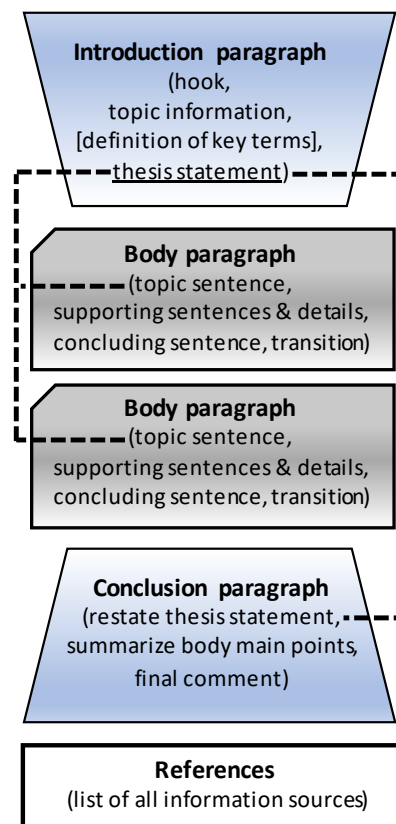 Introduction paragraph
(hook,
topic information,
[definition of key terms],
thesis statement)
Body paragraph
(topic sentence,
supporting sentences & details,
concluding sentence, transition)
Body paragraph
(topic sentence,
supporting sentences & details,
concluding sentence, transition)
Conclusion paragraph
(restate thesis statement,
summarize body main points,
final comment)
References
(list of all information sources)